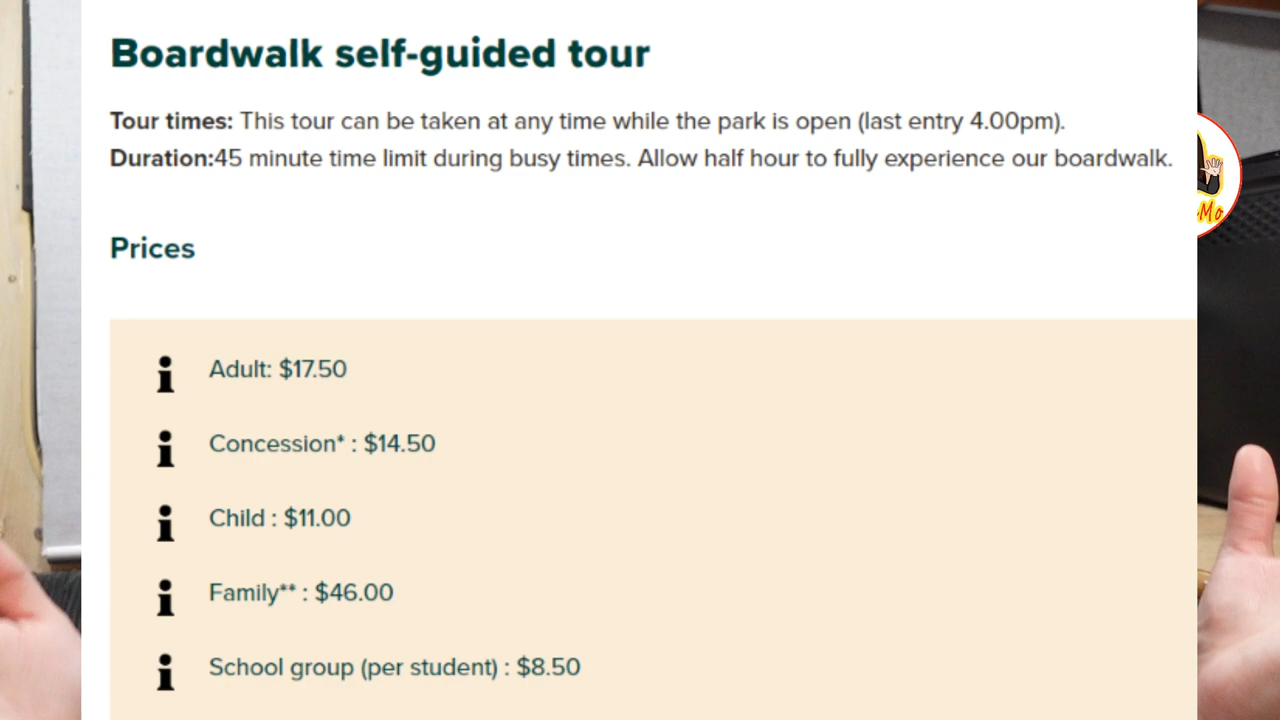 Boardwalk self-guided tour
Tour times: This tour can be taken at any time while the park is open (last entry 4.00pm).
Duration:45 minute time limit during busy times. Allow half hour to fully experience our boardwalk.
Prices
Adult: $17.50
Concession* : $14.50
Child : $11.00
Family** : $46.00
School group (per student) : $8.50